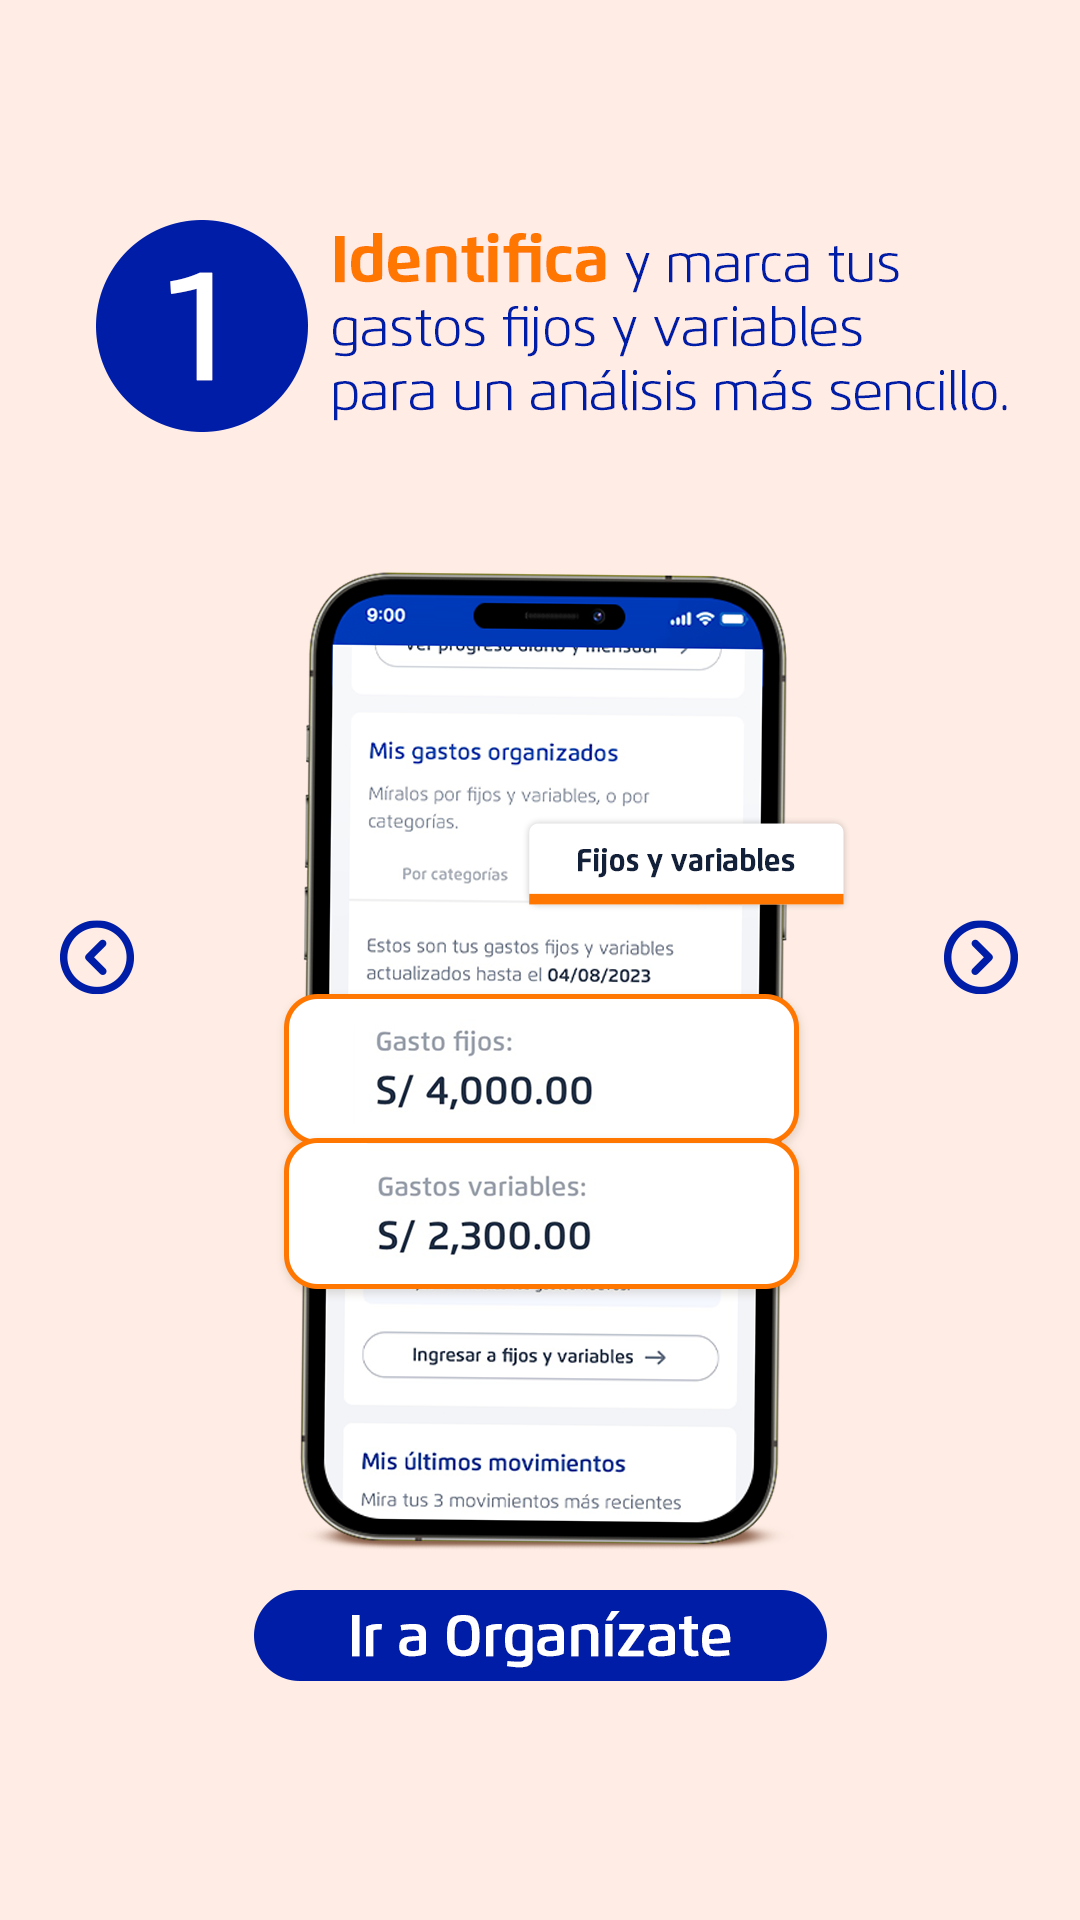 1
Identifica y marca tus
gastos fijos y variables
para un análisis más sencillo.
9:00
Ver progreso diario y mensual
Mis gastos organizados
Míralos por fijos y variables, o por
categorías.
Por categorías
Fijos y variables
Estos son tus gastos fijos y variables
actualizados hasta el 04/08/2023
Gasto fijos:
S/ 4,000.00
Gastos variables:
S/ 2,300.00
Ingresar a fijos y variables
Mis últimos movimientos
Mira tus 3 movimientos más recientes
Ir a Organízate